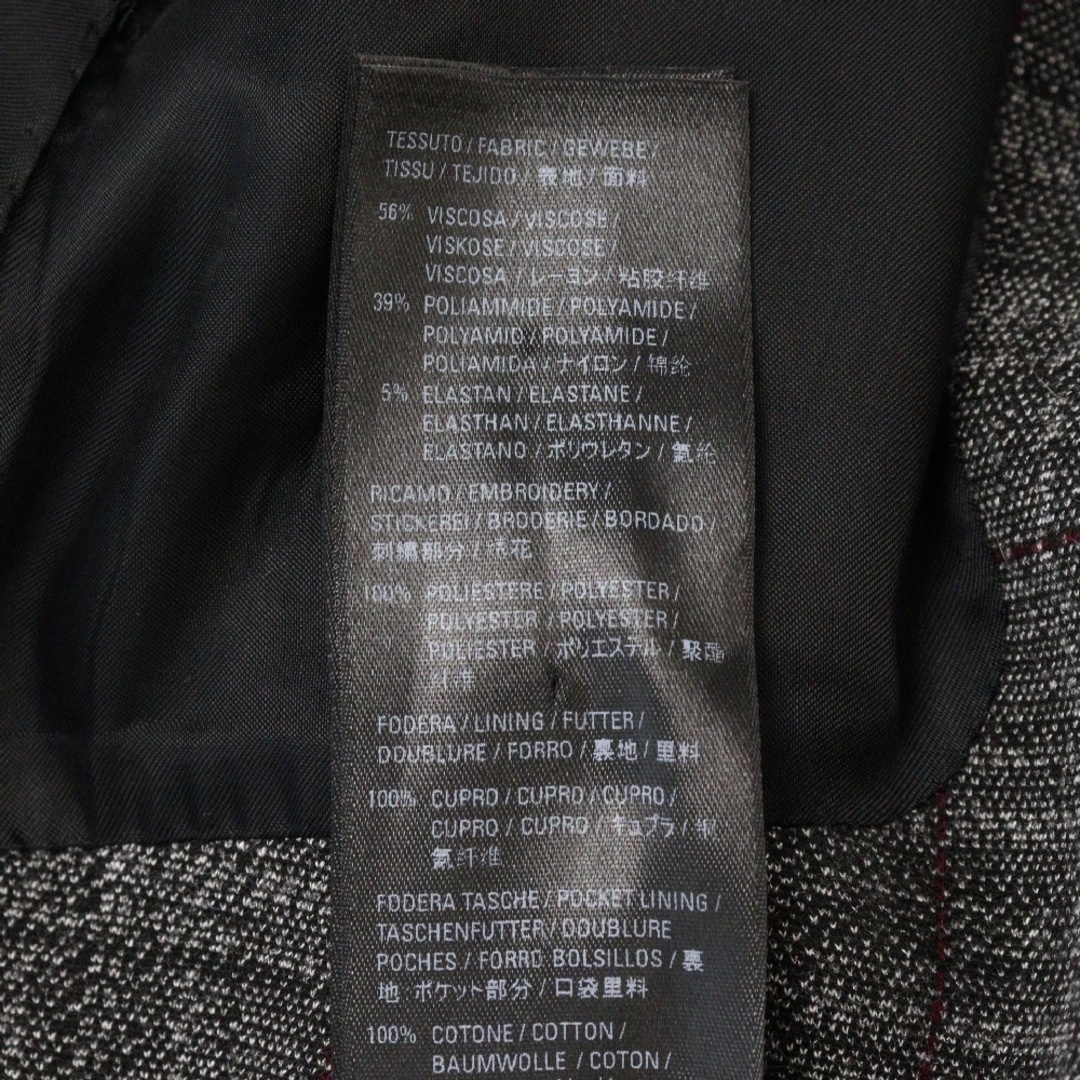 TESSUTO / FABRIC / GEWEBE /
TISSU / TEJIDO / 表地 / 面料
56% VISCOSA / VISCOSE /
VISKOSE / VISCOSE /
VISCOSA / レーヨン / 粘胶纤维
39% POLIAMMIDE / POLYAMIDE /
POLYAMID / POLYAMIDE /
POLIAMIDA / ナイロン / 锦纶
5% ELASTAN / ELASTANE /
ELASTHAN / ELASTHANNE /
ELASTANO / ポリウレタン / 氨纶
RICAMO / EMBROIDERY /
STICKEREI / BRODERIE / BORDADO /
刺繍部分 / 绣花
100% POLIESTERE / POLYESTER /
POLYESTER / POLYESTER /
POLIESTER / ポリエステル / 聚酯
纤维
FODERA / LINING / FUTTER /
DOUBLURE / FORRO / 裏地 / 里料
100% CUPRO / CUPRO / CUPRO /
CUPRO / CUPRO / キュプラ / 铜
氨纤维
FODERA TASCHE / POCKET LINING /
TASCHENFUTTER / DOUBLURE
POCHES / FORRO BOLSILLOS / 裏
地 ポケット部分 / 口袋里料
100% COTONE / COTTON /
BAUMWOLLE / COTON /